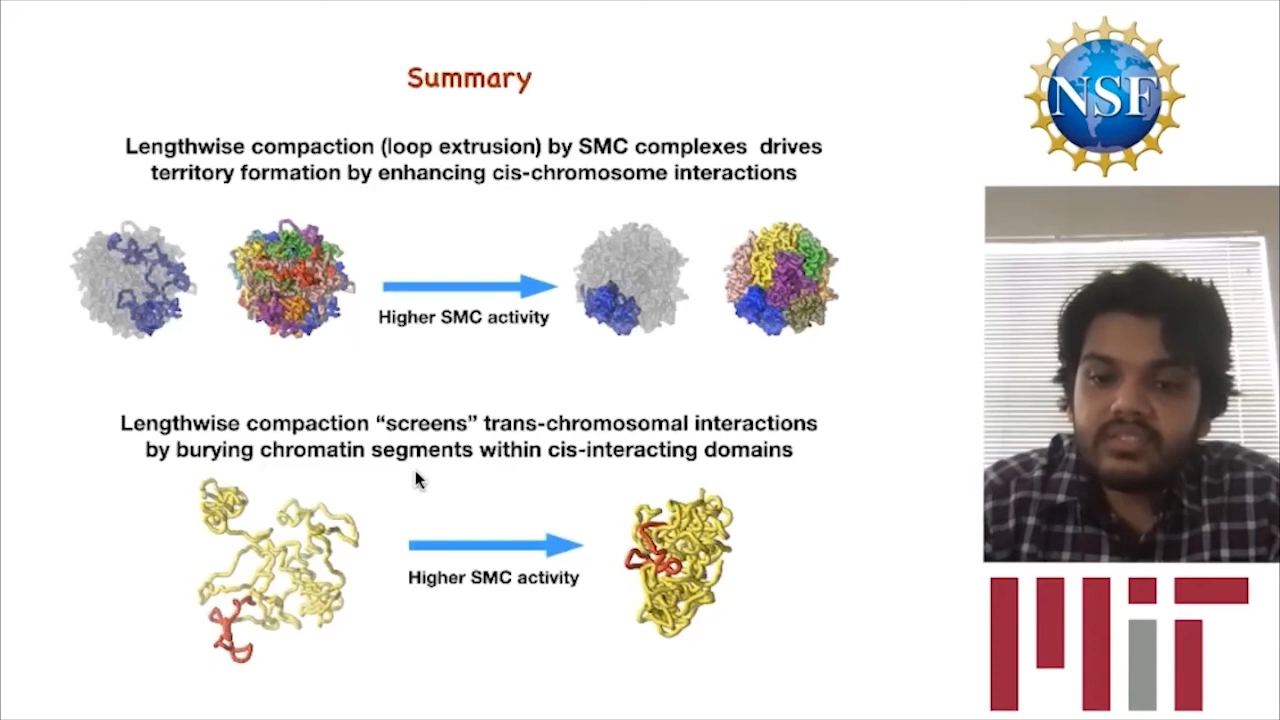 Summary
Lengthwise compaction (loop extrusion) by SMC complexes drives
territory formation by enhancing cis-chromosome interactions
Higher SMC activity
Lengthwise compaction “screens” trans-chromosomal interactions
by burying chromatin segments within cis-interacting domains
Higher SMC activity
NSF
MIT